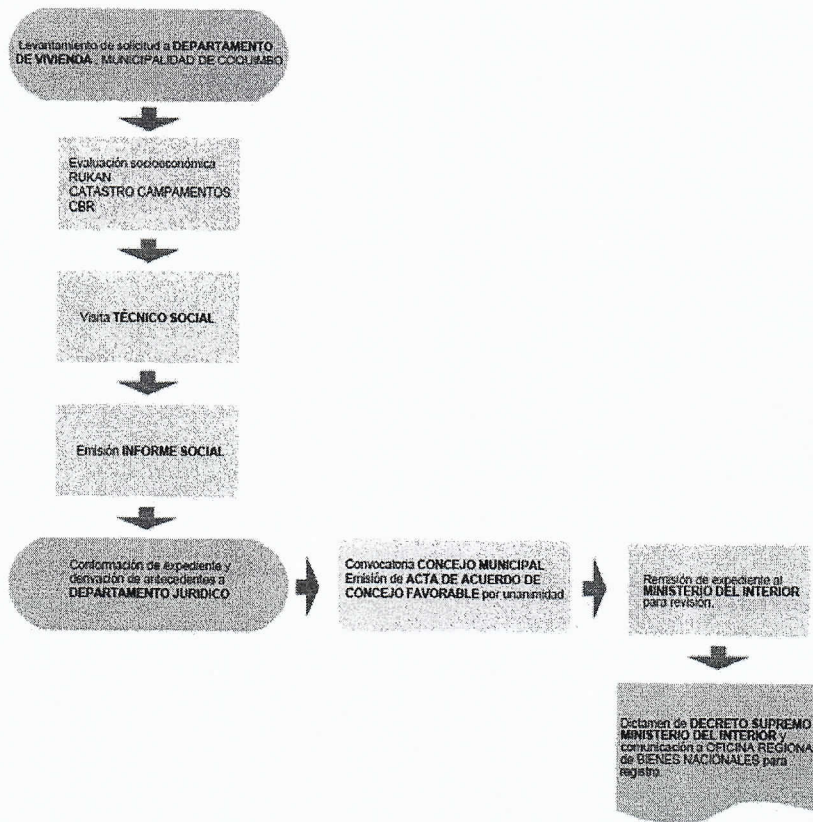 Levantamiento de solicitud a DEPARTAMENTO
DE VIVIENDA . MUNICIPALIDAD DE COQUIMBO
Evaluación socioeconómica
RUKAN
CATASTRO CAMPAMENTOS
CBR
Visita TÉCNICO SOCIAL
Emisión INFORME SOCIAL
Conformación de expediente y
derivación de antecedentes a
DEPARTAMENTO JURIDICO
Convocatoria CONCEJO MUNICIPAL
Emisión de ACTA DE ACUERDO DE
CONCEJO FAVORABLE por unanimidad
Remisión de expediente al
MINISTERIO DEL INTERIOR
para revisión.
Dictamen de DECRETO SUPREMO
MINISTERIO DEL INTERIOR y
comunicación a OFICINA REGIONA
de BIENES NACIONALES para
registro.